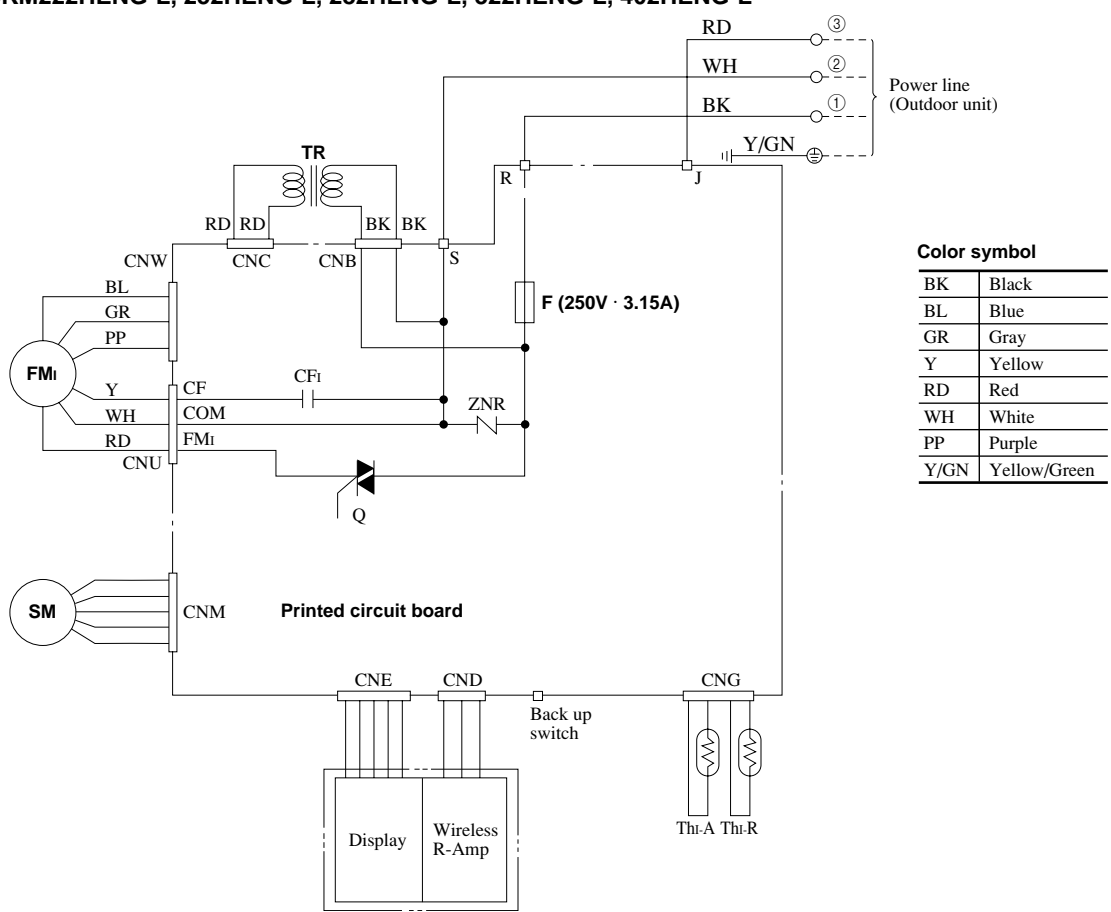 RD
③
WH
②
BK
①
Y/GN
Power line
(Outdoor unit)
TR
R
J
RD RD
BK
BK
CNC
CNB
S
CNW
F (250V · 3.15A)
BL
GR
PP
FMI
Y
WH
RD
CNU
CF
COM
FMI
CFI
ZNR
Q
Color symbol
BK Black
BL Blue
GR Gray
Y Yellow
RD Red
WH White
PP Purple
Y/GN Yellow/Green
SM
CNM
Printed circuit board
CNE
CND
CNG
Back up
switch
Display
Wireless
R-Amp
ThI-A ThI-R